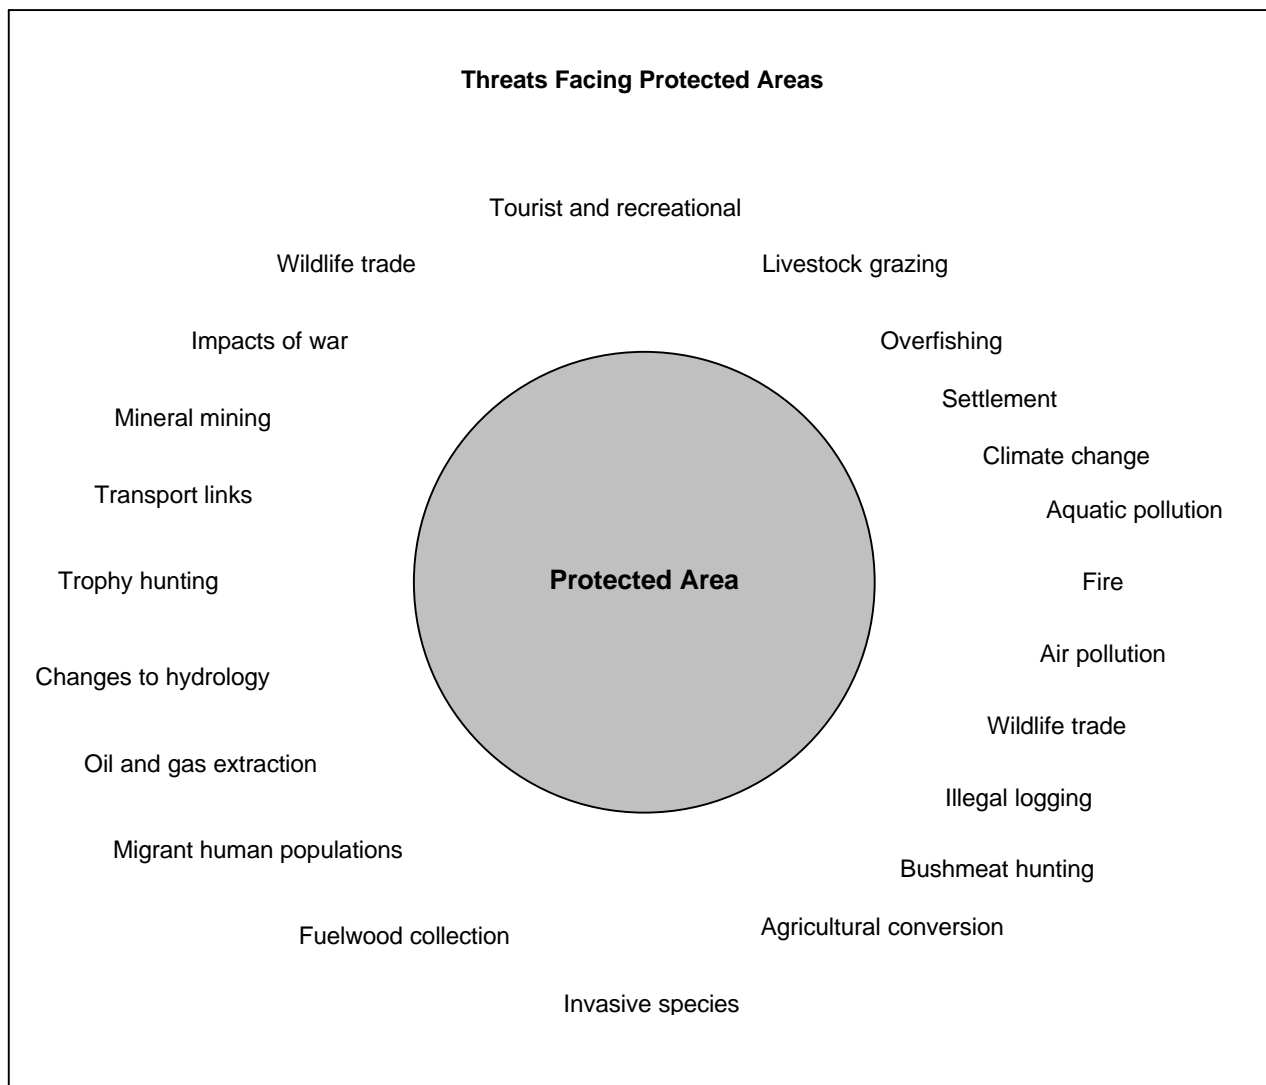 Threats Facing Protected Areas
Tourist and recreational
Wildlife trade
Livestock grazing
Impacts of war
Overfishing
Settlement
Mineral mining
Climate change
Transport links
Aquatic pollution
Trophy hunting
Protected Area
Fire
Air pollution
Changes to hydrology
Wildlife trade
Oil and gas extraction
Illegal logging
Migrant human populations
Bushmeat hunting
Agricultural conversion
Fuelwood collection
Invasive species